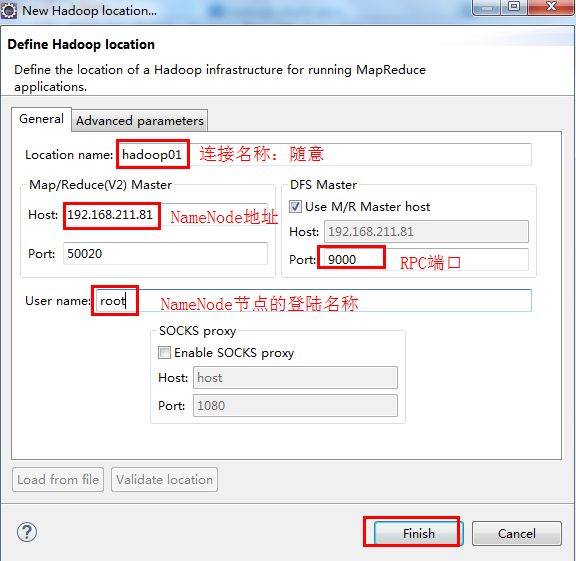 New Hadoop location...
Define Hadoop location
Define the location of a Hadoop infrastructure for running MapReduce
applications.
General
Advanced parameters
Location name: hadoop01 连接名称：随意
Map/Reduce(V2) Master
Host: 192.168.211.81 NameNode地址
Port: 50020
DFS Master
Use M/R Master host
Host: 192.168.211.81
Port: 9000 RPC端口
User name: root NameNode节点的登陆名称
SOCKS proxy
Enable SOCKS proxy
Host: host
Port: 1080
Load from file
Validate location
?
Finish
Cancel